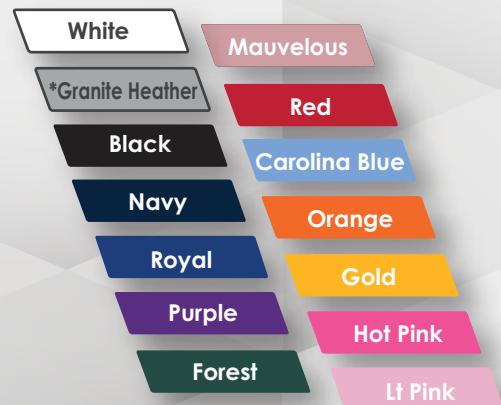 White
*Granite Heather
Black
Navy
Royal
Purple
Forest
Mauvelous
Red
Carolina Blue
Orange
Gold
Hot Pink
Lt Pink